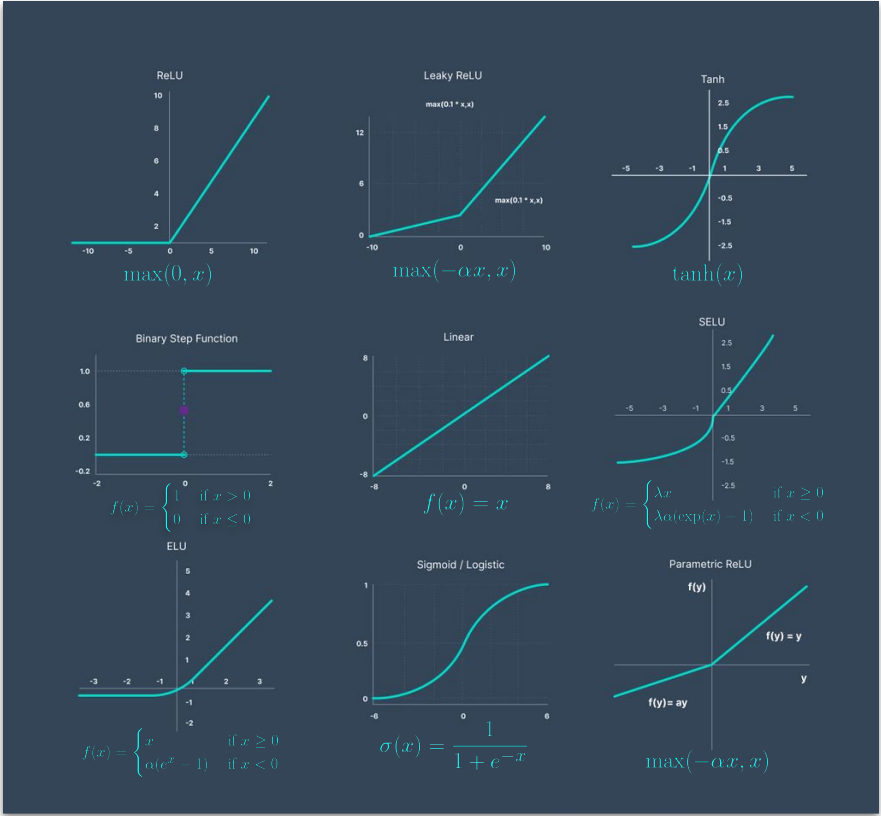 ReLU
10
8
6
4
2
-10 -5 0 5 10
max(0, x)
Leaky ReLU
max(0.1 * x,x)
12
6
0
max(0.1 * x,x)
-10 0 10
max(−αx, x)
Tanh
2.5
1.5
0.5
-5 -3 -1 1 3 5
-0.5
-1.5
-2.5
tanh(x)
Binary Step Function
1.0
0.6
0.2
-0.2
-2 0 2
f(x) = { 1 if x > 0
0 if x ≤ 0
Linear
8
0
-8
-8 0 8
f(x) = x
SELU
2.5
1.5
0.5
-5 -3 -1 1 3 5
-0.5
-1.5
-2.5
f(x) = { λx if x ≥ 0
λα(exp(x) − 1) if x < 0
ELU
5
4
3
2
1
-3 -2 -1 1 2 3
-1
-2
f(x) = { x if x ≥ 0
α(e^x − 1) if x < 0
Sigmoid / Logistic
1
0.5
0
-6 0 6
σ(x) = 1 / 1 + e^−x
Parametric ReLU
f(y)
f(y) = y
y
f(y)= ay
max(−αx, x)